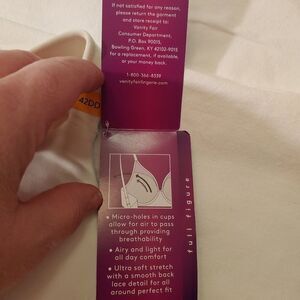 If not satisfied for any reason,
please return the garment
and store receipt to:
Vanity Fair
Consumer Department,
P.O. Box 90015,
Bowling Green, KY 42102-9015
for a replacement, if available,
or your money back.
1-800-366-8539
vanityfairlingerie.com
42DD
full figure
• Micro-holes in cups
allow for air to pass
through providing
breathability
• Airy and light for
all day comfort
• Ultra soft stretch
with a smooth back
lace detail for all
around perfect fit